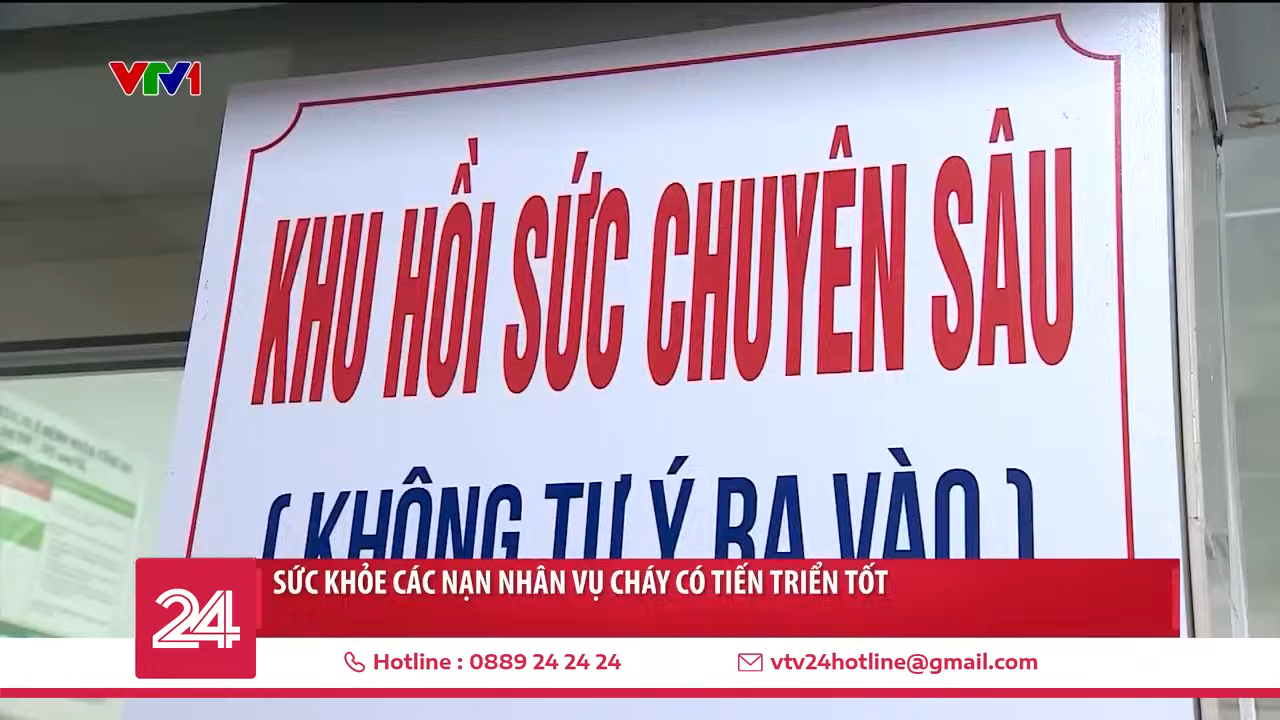 VTV1
KHU HỒI SỨC CHUYÊN SÂU
( KHÔNG TỰ Ý RA VÀO )
24 SỨC KHỎE CÁC NẠN NHÂN VỤ CHÁY CÓ TIẾN TRIỂN TỐT
Hotline : 0889 24 24 24 vtv24hotline@gmail.com